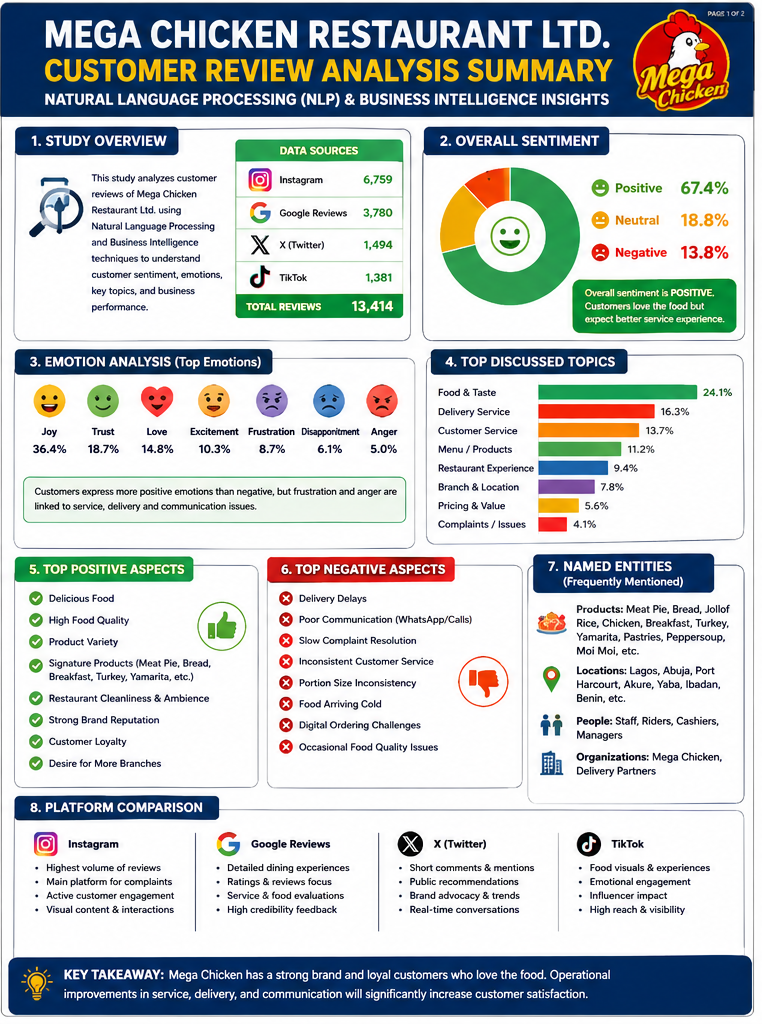 PAGE 1 OF 2
MEGA CHICKEN RESTAURANT LTD.
CUSTOMER REVIEW ANALYSIS SUMMARY
NATURAL LANGUAGE PROCESSING (NLP) & BUSINESS INTELLIGENCE INSIGHTS
Mega
Chicken
1. STUDY OVERVIEW
This study analyzes customer
reviews of Mega Chicken
Restaurant Ltd. using
Natural Language Processing
and Business Intelligence
techniques to understand
customer sentiment, emotions,
key topics, and business
performance.
DATA SOURCES
Instagram 6,759
Google Reviews 3,780
X (Twitter) 1,494
TikTok 1,381
TOTAL REVIEWS 13,414
2. OVERALL SENTIMENT
Positive 67.4%
Neutral 18.8%
Negative 13.8%
Overall sentiment is POSITIVE.
Customers love the food but
expect better service experience.
3. EMOTION ANALYSIS (Top Emotions)
Joy Trust Love Excitement Frustration Disappointment Anger
36.4% 18.7% 14.8% 10.3% 8.7% 6.1% 5.0%
Customers express more positive emotions than negative, but frustration and anger are
linked to service, delivery and communication issues.
4. TOP DISCUSSED TOPICS
Food & Taste 24.1%
Delivery Service 16.3%
Customer Service 13.7%
Menu / Products 11.2%
Restaurant Experience 9.4%
Branch & Location 7.8%
Pricing & Value 5.6%
Complaints / Issues 4.1%
5. TOP POSITIVE ASPECTS
Delicious Food
High Food Quality
Product Variety
Signature Products (Meat Pie, Bread,
Breakfast, Turkey, Yamarita, etc.)
Restaurant Cleanliness & Ambience
Strong Brand Reputation
Customer Loyalty
Desire for More Branches
6. TOP NEGATIVE ASPECTS
Delivery Delays
Poor Communication (WhatsApp/Calls)
Slow Complaint Resolution
Inconsistent Customer Service
Portion Size Inconsistency
Food Arriving Cold
Digital Ordering Challenges
Occasional Food Quality Issues
7. NAMED ENTITIES
(Frequently Mentioned)
Products: Meat Pie, Bread, Jollof
Rice, Chicken, Breakfast, Turkey,
Yamarita, Pastries, Peppersoup,
Moi Moi, etc.
Locations: Lagos, Abuja, Port
Harcourt, Akure, Yaba, Ibadan,
Benin, etc.
People: Staff, Riders, Cashiers,
Managers
Organizations: Mega Chicken,
Delivery Partners
8. PLATFORM COMPARISON
Instagram
• Highest volume of reviews
• Main platform for complaints
• Active customer engagement
• Visual content & interactions
Google Reviews
• Detailed dining experiences
• Ratings & reviews focus
• Service & food evaluations
• High credibility feedback
X (Twitter)
• Short comments & mentions
• Public recommendations
• Brand advocacy & trends
• Real-time conversations
TikTok
• Food visuals & experiences
• Emotional engagement
• Influencer impact
• High reach & visibility
KEY TAKEAWAY: Mega Chicken has a strong brand and loyal customers who love the food. Operational
improvements in service, delivery, and communication will significantly increase customer satisfaction.